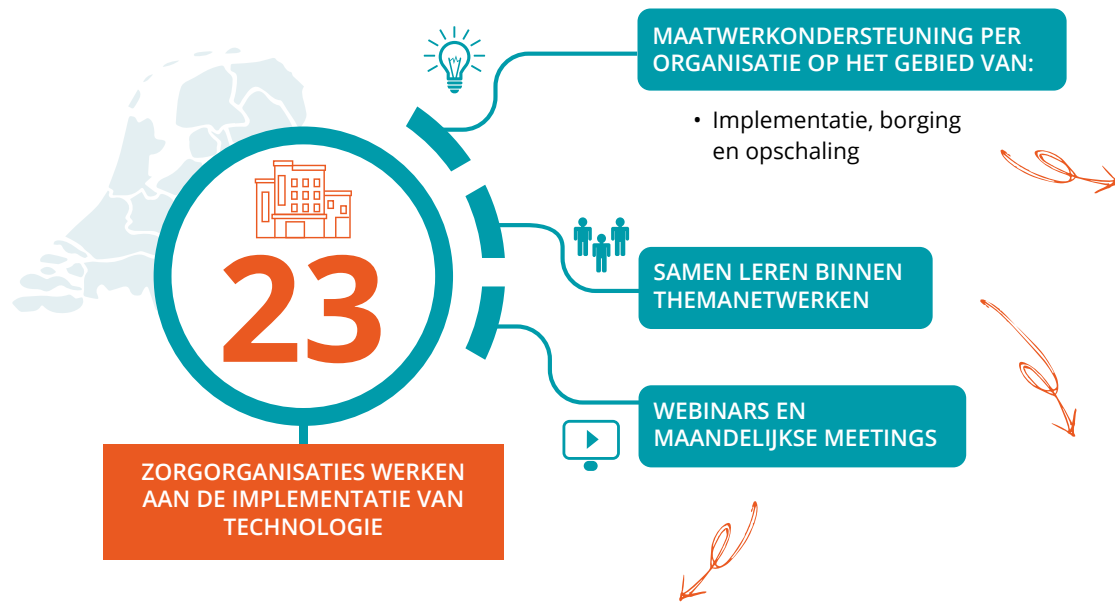 MAATWERKONDERSTEUNING PER
ORGANISATIE OP HET GEBIED VAN:
• Implementatie, borging
en opschaling
23
ZORGORGANISATIES WERKEN
AAN DE IMPLEMENTATIE VAN
TECHNOLOGIE
SAMEN LEREN BINNEN
THEMANETWERKEN
WEBINARS EN
MAANDELIJKSE MEETINGS